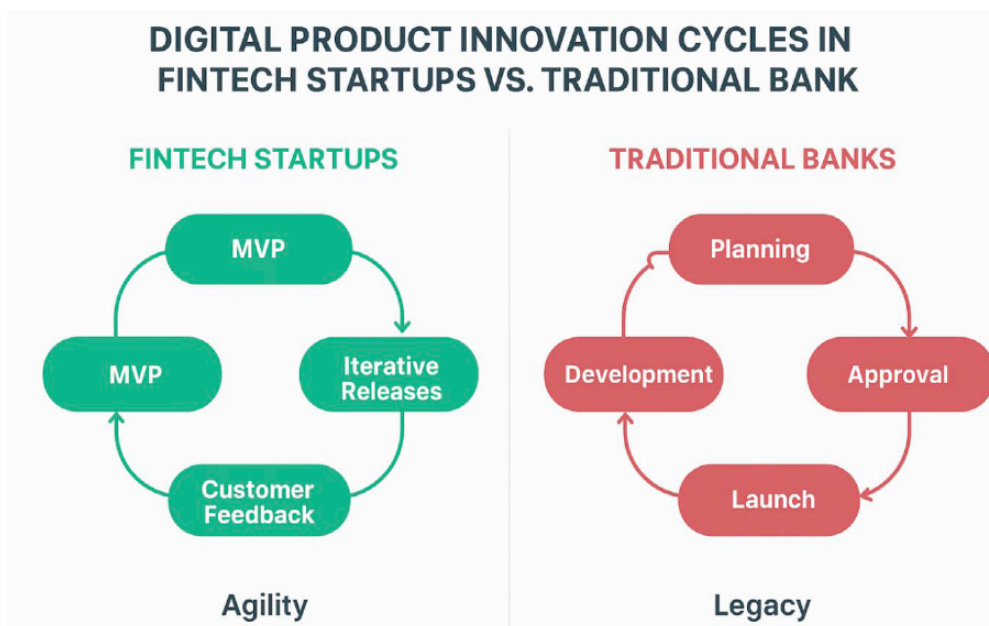 DIGITAL PRODUCT INNOVATION CYCLES IN
FINTECH STARTUPS VS. TRADITIONAL BANK
FINTECH STARTUPS
MVP
MVP
Iterative
Releases
Customer
Feedback
Agility
TRADITIONAL BANKS
Planning
Development
Approval
Launch
Legacy